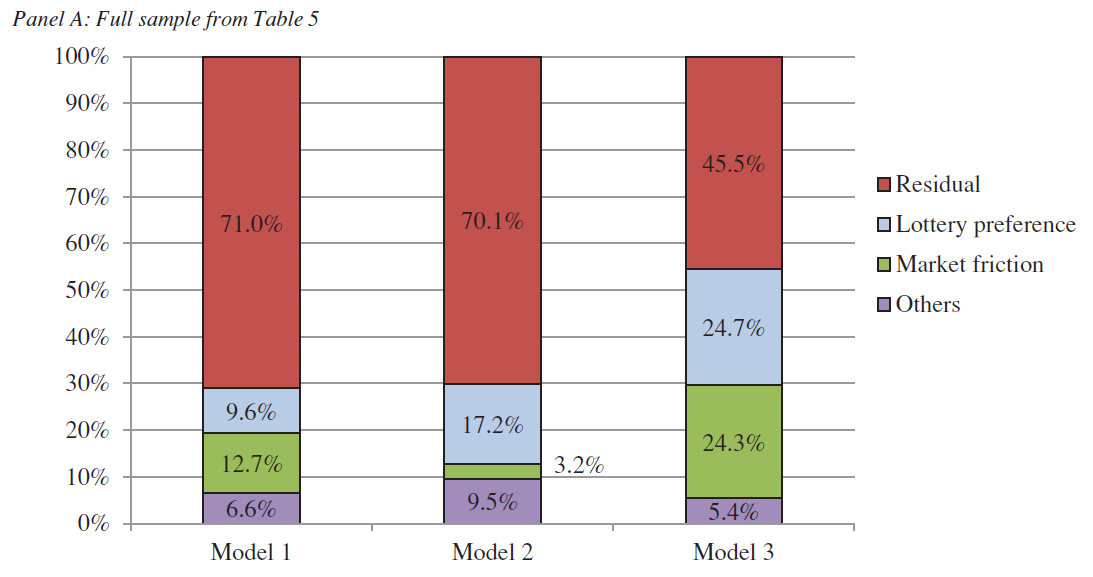 Panel A: Full sample from Table 5
100%
90%
80%
70%
60%
50%
40%
30%
20%
10%
0%
71.0%
9.6%
12.7%
6.6%
70.1%
17.2%
3.2%
9.5%
45.5%
24.7%
24.3%
5.4%
Model 1
Model 2
Model 3
Residual
Lottery preference
Market friction
Others